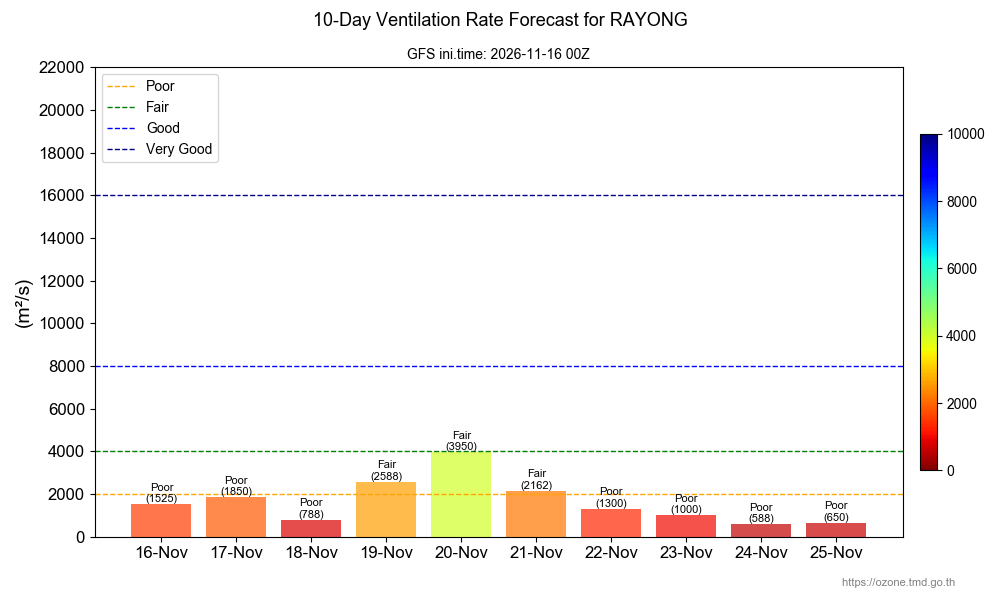 10-Day Ventilation Rate Forecast for RAYONG
GFS ini.time: 2026-11-16 00Z
(m²/s)
22000
20000
18000
16000
14000
12000
10000
8000
6000
4000
2000
0
Poor
Fair
Good
Very Good
Poor
(1525)
Poor
(1850)
Poor
(788)
Fair
(2588)
Fair
(3950)
Fair
(2162)
Poor
(1300)
Poor
(1000)
Poor
(588)
Poor
(650)
16-Nov 17-Nov 18-Nov 19-Nov 20-Nov 21-Nov 22-Nov 23-Nov 24-Nov 25-Nov
10000
8000
6000
4000
2000
0
https://ozone.tmd.go.th